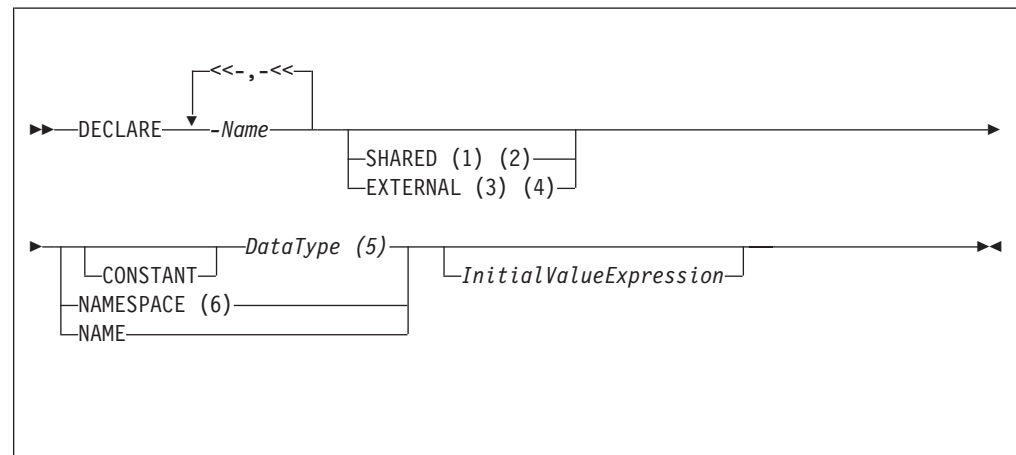 <<-,-<<
DECLARE -Name
SHARED (1) (2)
EXTERNAL (3) (4)
DataType (5)
CONSTANT InitialValueExpression
NAMESPACE (6)
NAME